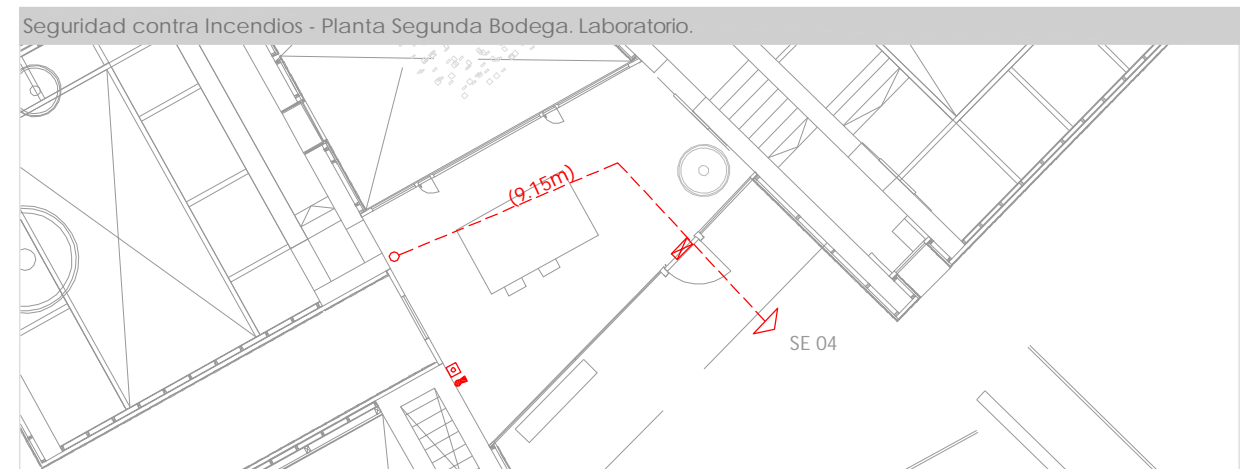 Seguridad contra Incendios - Planta Segunda Bodega. Laboratorio.
(9.15m)
SE 04